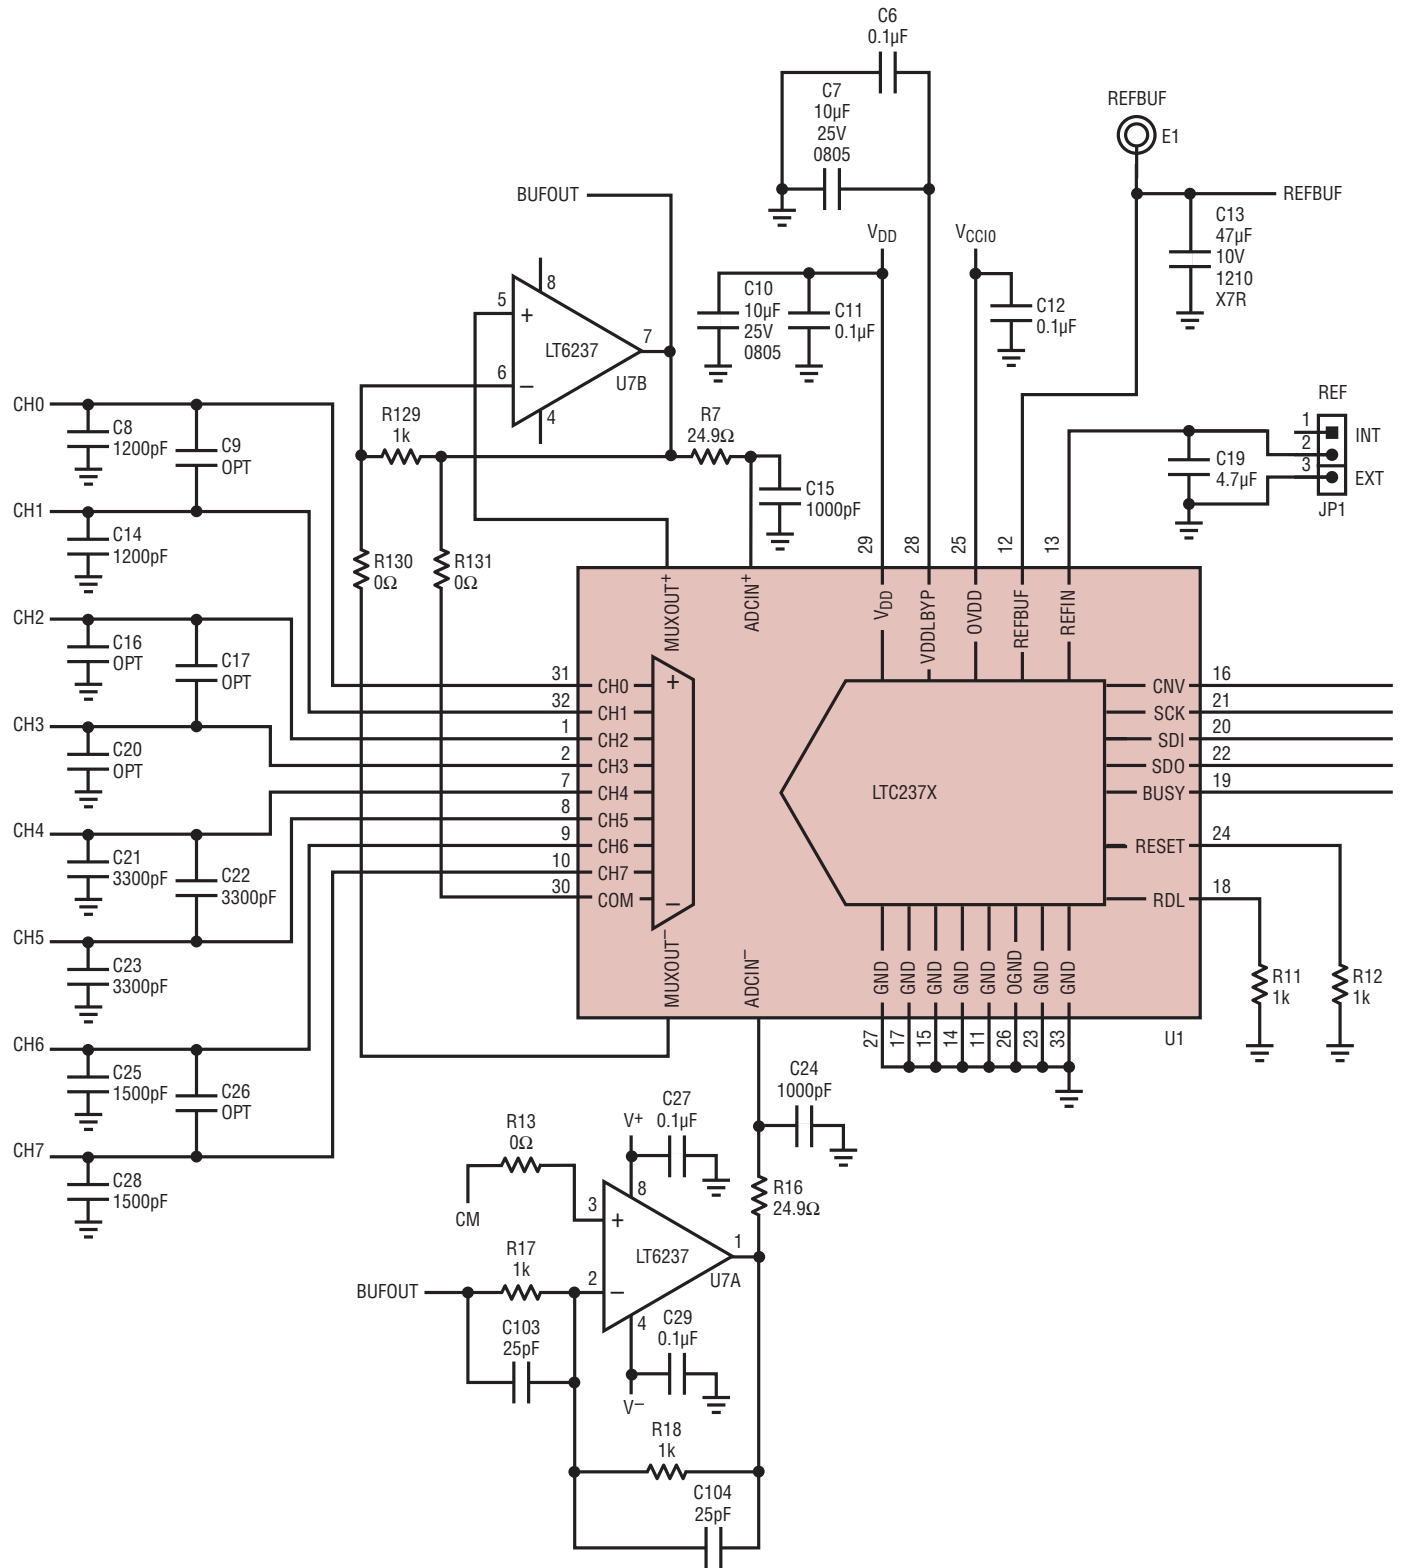 C6
0.1µF
C7
10µF
25V
0805
REFBUF
E1
BUFOUT
REFBUF
C13
47µF
10V
1210
X7R
VDD
VCCIO
C10
10µF
25V
0805
C11
0.1µF
C12
0.1µF
8
5
+
LT6237
7
6
–
U7B
4
REF
1
INT
2
3
EXT
JP1
C19
4.7µF
R129
1k
R7
24.9Ω
C15
1000pF
R130
0Ω
R131
0Ω
CH0
C8
1200pF
C9
OPT
CH1
C14
1200pF
CH2
C16
OPT
C17
OPT
CH3
C20
OPT
CH4
C21
3300pF
C22
3300pF
CH5
C23
3300pF
CH6
C25
1500pF
C26
OPT
CH7
C28
1500pF
29
28
25
12
13
MUXOUT+
ADCIN+
VDD
VDDLBYP
OVDD
REFBUF
REFIN
31
CH0
32
CH1
1
CH2
2
CH3
7
CH4
8
CH5
9
CH6
10
CH7
30
COM
+
–
LTC237X
CNV
16
SCK
21
SDI
20
SDO
22
BUSY
19
RESET
24
RDL
18
MUXOUT–
ADCIN–
GND
GND
GND
GND
GND
OGND
GND
GND
27
17
15
14
11
26
23
33
U1
R11
1k
R12
1k
C24
1000pF
R13
0Ω
V+
C27
0.1µF
CM
8
3
+
LT6237
1
U7A
R16
24.9Ω
BUFOUT
R17
1k
2
–
4
C103
25pF
C29
0.1µF
V–
R18
1k
C104
25pF